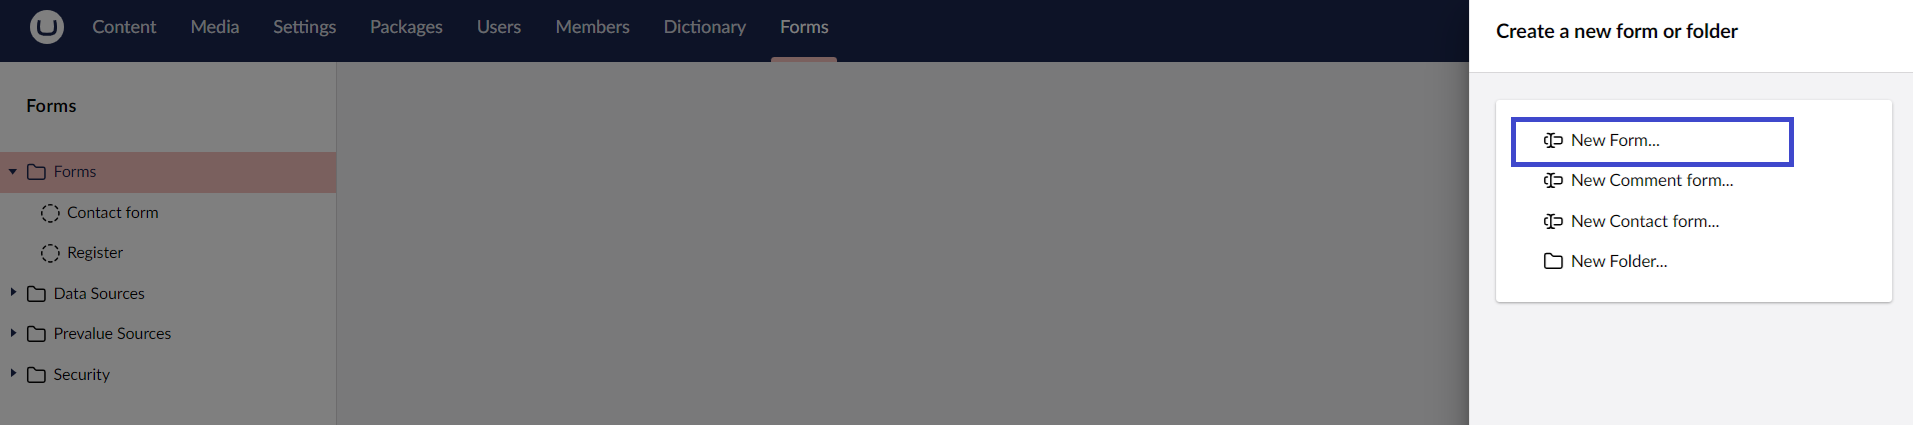 Content Media Settings Packages Users Members Dictionary Forms
Create a new form or folder
Forms
Forms
Contact form
Register
Data Sources
Prevalue Sources
Security
New Form...
New Comment form...
New Contact form...
New Folder...